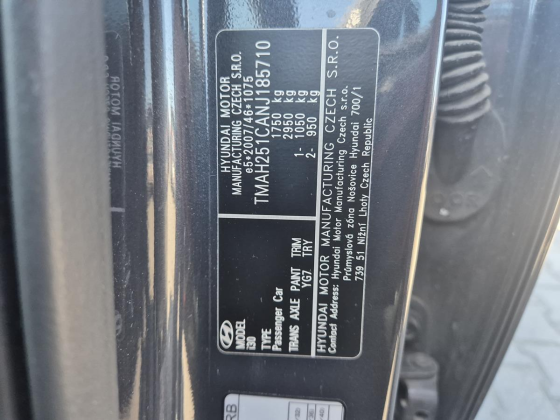 HYUNDAI MOTOR
MANUFACTURING CZECH S.R.O.
e5*2007/46*1075
TMAH251CANJ185710
1750 kg
2950 kg
1- 1050 kg
2- 950 kg
MODEL
i30
TYPE
Passenger Car
TRANS AXLE PAINT TRIM
YG7 TRY
HYUNDAI MOTOR MANUFACTURING CZECH S.R.O.
Contact Address: Hyundai Motor Manufacturing Czech s.r.o.
Průmyslová zóna Nošovice Hyundai 700/1
739 51 Nižní Lhoty Czech Republic
RB